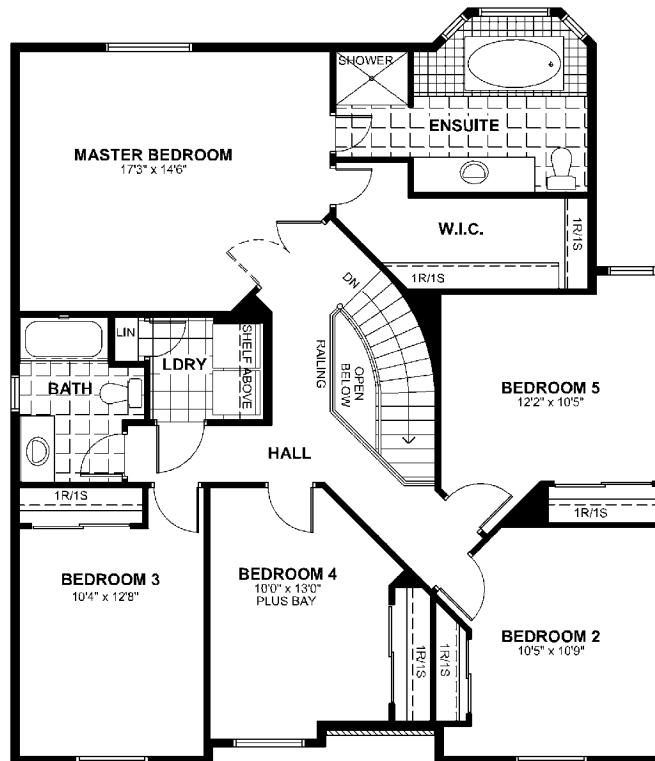 SHOWER
ENSUITE
MASTER BEDROOM
17'3" x 14'6"
W.I.C.
1R/1S
1R/1S
DN
LIN
LDRY
SHELF ABOVE
RAILING
OPEN
BELOW
BATH
BEDROOM 5
12'2" x 10'5"
HALL
1R/1S
1R/1S
BEDROOM 3
10'4" x 12'8"
BEDROOM 4
10'0" x 13'0"
PLUS BAY
1R/1S
1R/1S
BEDROOM 2
10'5" x 10'9"